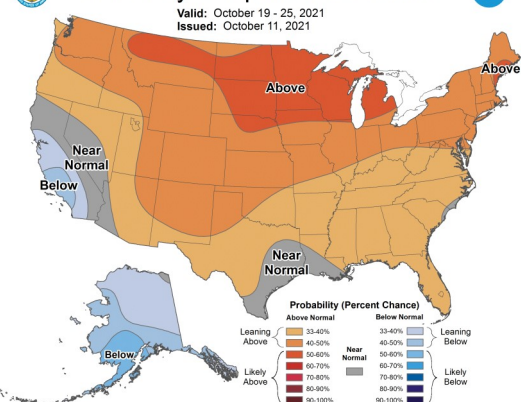 Valid: October 19 - 25, 2021
Issued: October 11, 2021
Above
Above
Near
Normal
Below
Near
Normal
Below
Probability (Percent Chance)
Above Normal
Below Normal
Leaning
Above
33-40%
40-50%
Likely
Above
50-60%
60-70%
70-80%
80-90%
90-100%
Near
Normal
33-40%
40-50%
50-60%
60-70%
70-80%
80-90%
90-100%
Leaning
Below
Likely
Below